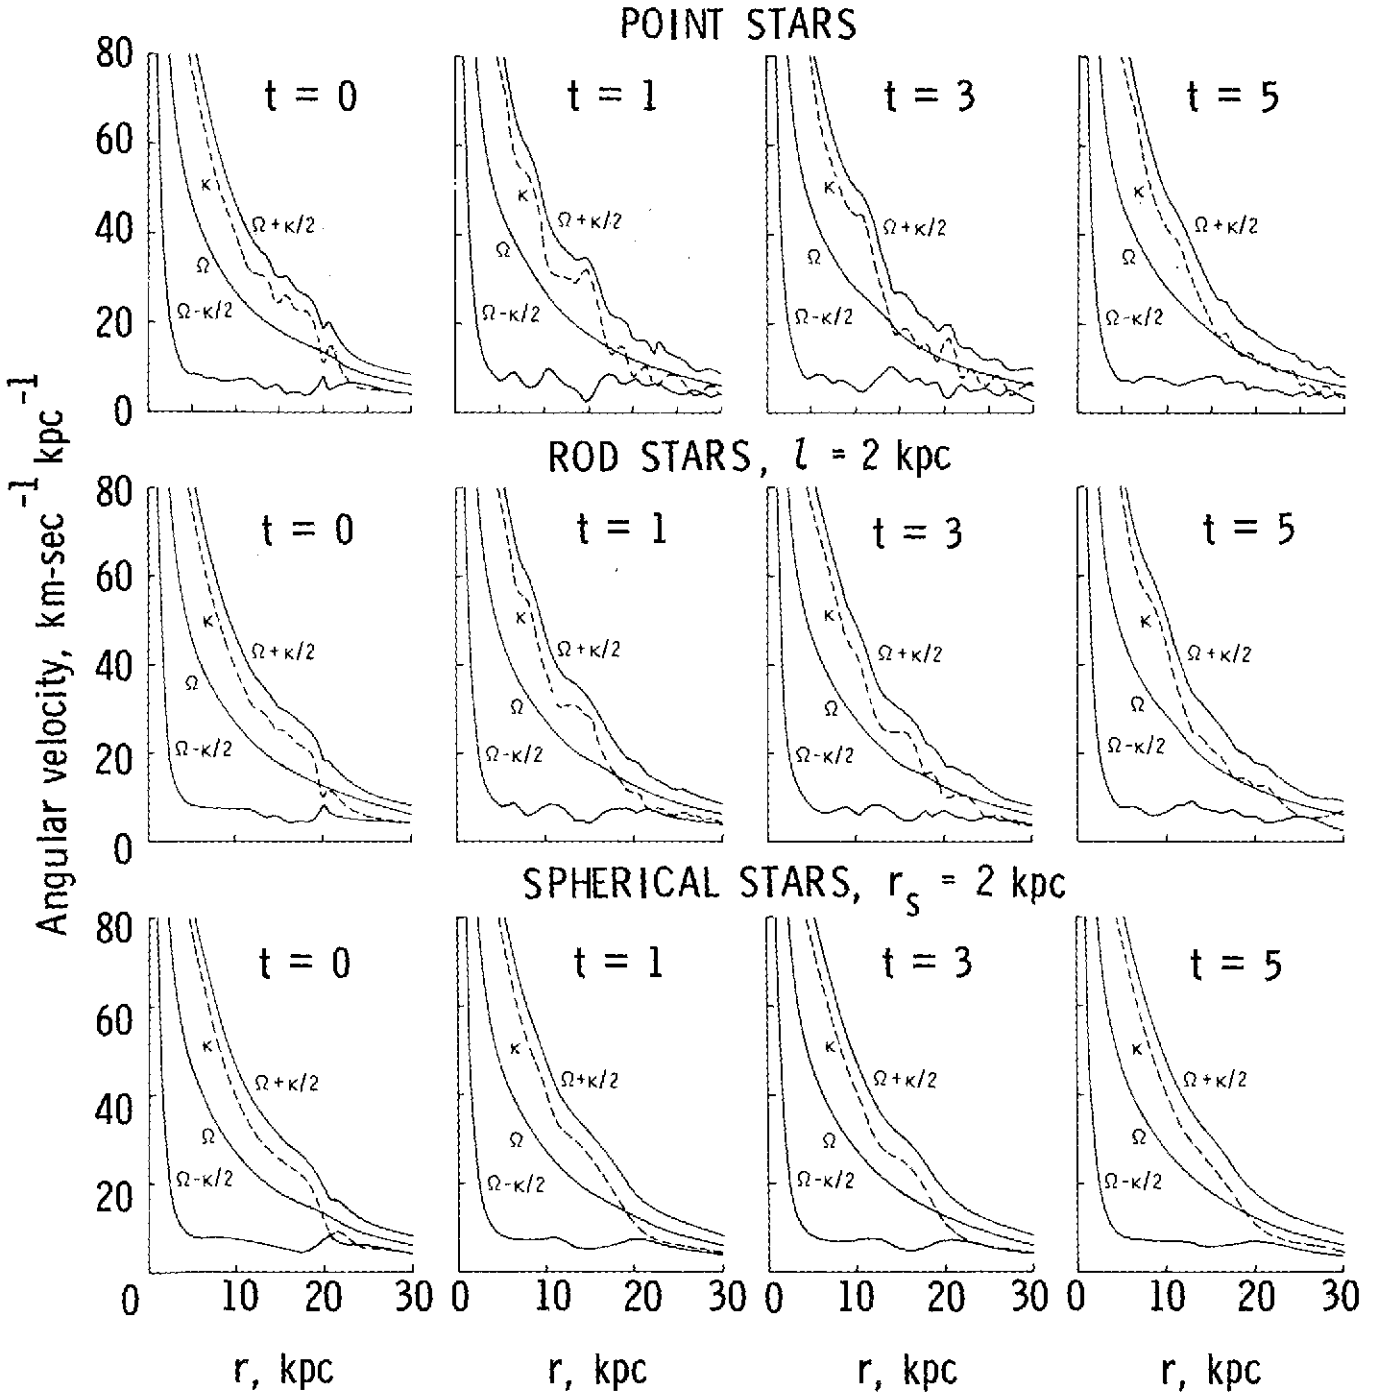 POINT STARS
80
60
40
20
0
t = 0
κ
Ω+κ/2
Ω
Ω-κ/2
t = 1
κ
Ω+κ/2
Ω
Ω-κ/2
t = 3
κ
Ω+κ/2
Ω
Ω-κ/2
t = 5
κ
Ω+κ/2
Ω
Ω-κ/2
Angular velocity, km-sec⁻¹ kpc⁻¹
ROD STARS, l = 2 kpc
80
60
40
20
0
t = 0
κ
Ω+κ/2
Ω
Ω-κ/2
t = 1
κ
Ω+κ/2
Ω
Ω-κ/2
t = 3
κ
Ω+κ/2
Ω
Ω-κ/2
t = 5
κ
Ω+κ/2
Ω
Ω-κ/2
SPHERICAL STARS, rₛ = 2 kpc
80
60
40
20
t = 0
κ
Ω+κ/2
Ω
Ω-κ/2
t = 1
κ
Ω+κ/2
Ω
Ω-κ/2
t = 3
κ
Ω+κ/2
Ω
Ω-κ/2
t = 5
κ
Ω+κ/2
Ω
Ω-κ/2
0 10 20 30 0 10 20 30 0 10 20 30 0 10 20 30
r, kpc r, kpc r, kpc r, kpc